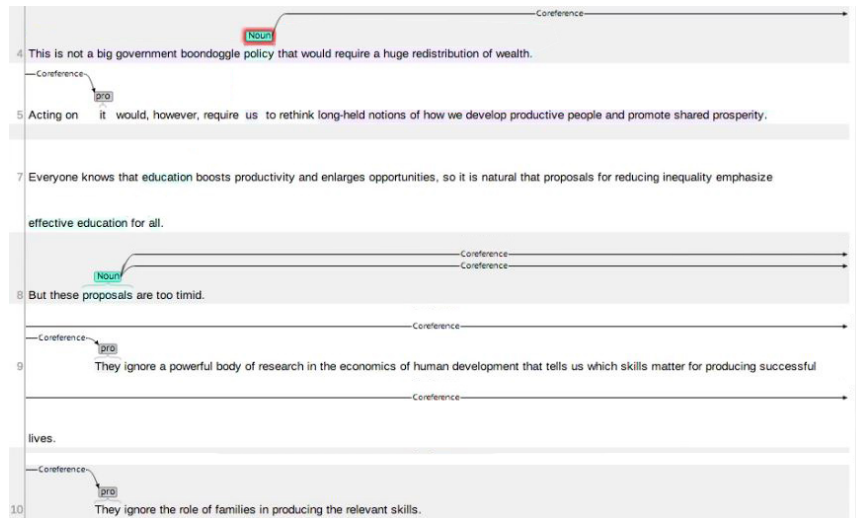 Coreference
Noun
4 This is not a big government boondoggle policy that would require a huge redistribution of wealth.
Coreference
pro
5 Acting on it would, however, require us to rethink long-held notions of how we develop productive people and promote shared prosperity.
7 Everyone knows that education boosts productivity and enlarges opportunities, so it is natural that proposals for reducing inequality emphasize
effective education for all.
Coreference
Coreference
Noun
8 But these proposals are too timid.
Coreference
Coreference
pro
9 They ignore a powerful body of research in the economics of human development that tells us which skills matter for producing successful
Coreference
lives.
Coreference
pro
10 They ignore the role of families in producing the relevant skills.